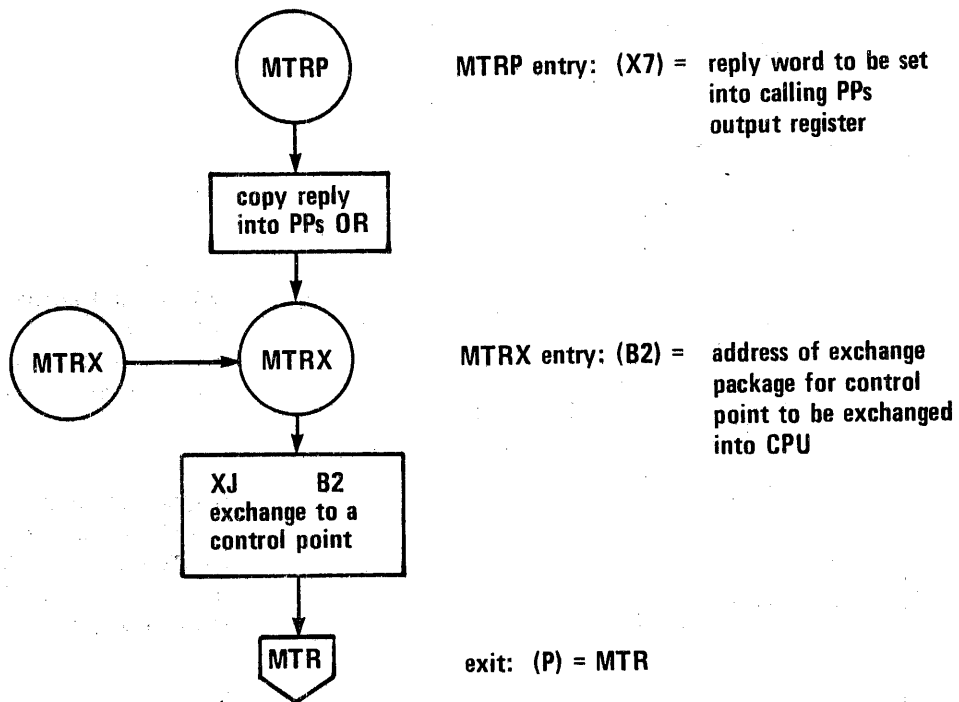 MTRP
MTRP entry: (X7) = reply word to be set
into calling PPs
output register
copy reply
into PPs OR
MTRX
MTRX
MTRX entry: (B2) = address of exchange
package for control
point to be exchanged
into CPU
XJ B2
exchange to a
control point
MTR
exit: (P) = MTR